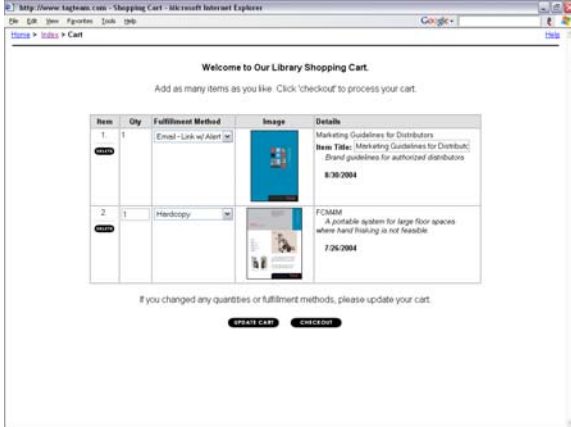 http://www.tagteam.com - Shopping Cart - Microsoft Internet Explorer
File Edit View Favorites Tools Help
Google
Home > Index > Cart
Help
Welcome to Our Library Shopping Cart.
Add as many items as you like. Click 'checkout' to process your cart.
Item Qty Fulfillment Method Image Details
1. 1 Email - Link w/ Alert Marketing Guidelines for Distributors
DELETE Item Title: Marketing Guidelines for Distributo
Brand guidelines for authorized distributors
8/30/2004
2. 1 Hardcopy FCM4M
DELETE A portable system for large floor spaces
where hand frisking is not feasible.
7/26/2004
If you changed any quantities or fulfillment methods, please update your cart.
UPDATE CART CHECKOUT